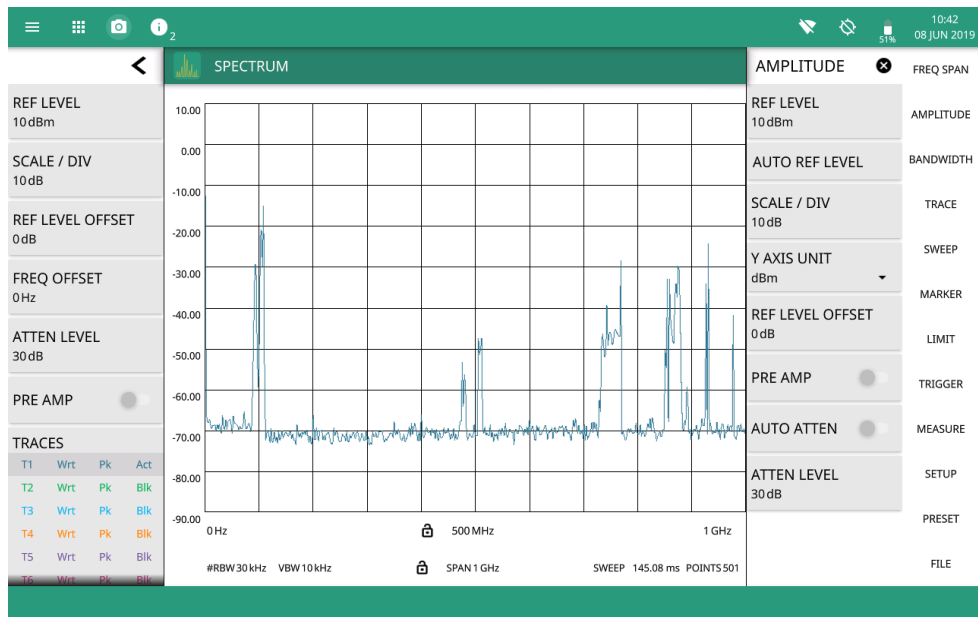 2
51%
10:42
08 JUN 2019
REF LEVEL
10 dBm
SCALE / DIV
10 dB
REF LEVEL OFFSET
0 dB
FREQ OFFSET
0 Hz
ATTEN LEVEL
30 dB
PRE AMP
TRACES
T1 Wrt Pk Act
T2 Wrt Pk Blk
T3 Wrt Pk Blk
T4 Wrt Pk Blk
T5 Wrt Pk Blk
T6 Wrt Pk Blk
SPECTRUM
10.00
0.00
-10.00
-20.00
-30.00
-40.00
-50.00
-60.00
-70.00
-80.00
-90.00
0 Hz 500 MHz 1 GHz
#RBW 30 kHz VBW 10 kHz SPAN 1 GHz SWEEP 145.08 ms POINTS 501
AMPLITUDE
REF LEVEL
10 dBm
AUTO REF LEVEL
SCALE / DIV
10 dB
Y AXIS UNIT
dBm
REF LEVEL OFFSET
0 dB
PRE AMP
AUTO ATTEN
ATTEN LEVEL
30 dB
FREQ SPAN
AMPLITUDE
BANDWIDTH
TRACE
SWEEP
MARKER
LIMIT
TRIGGER
MEASURE
SETUP
PRESET
FILE